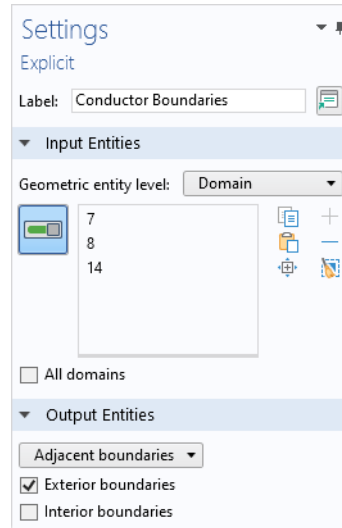 Settings
Explicit
Label: Conductor Boundaries
Input Entities
Geometric entity level: Domain
7
8
14
All domains
Output Entities
Adjacent boundaries
Exterior boundaries
Interior boundaries